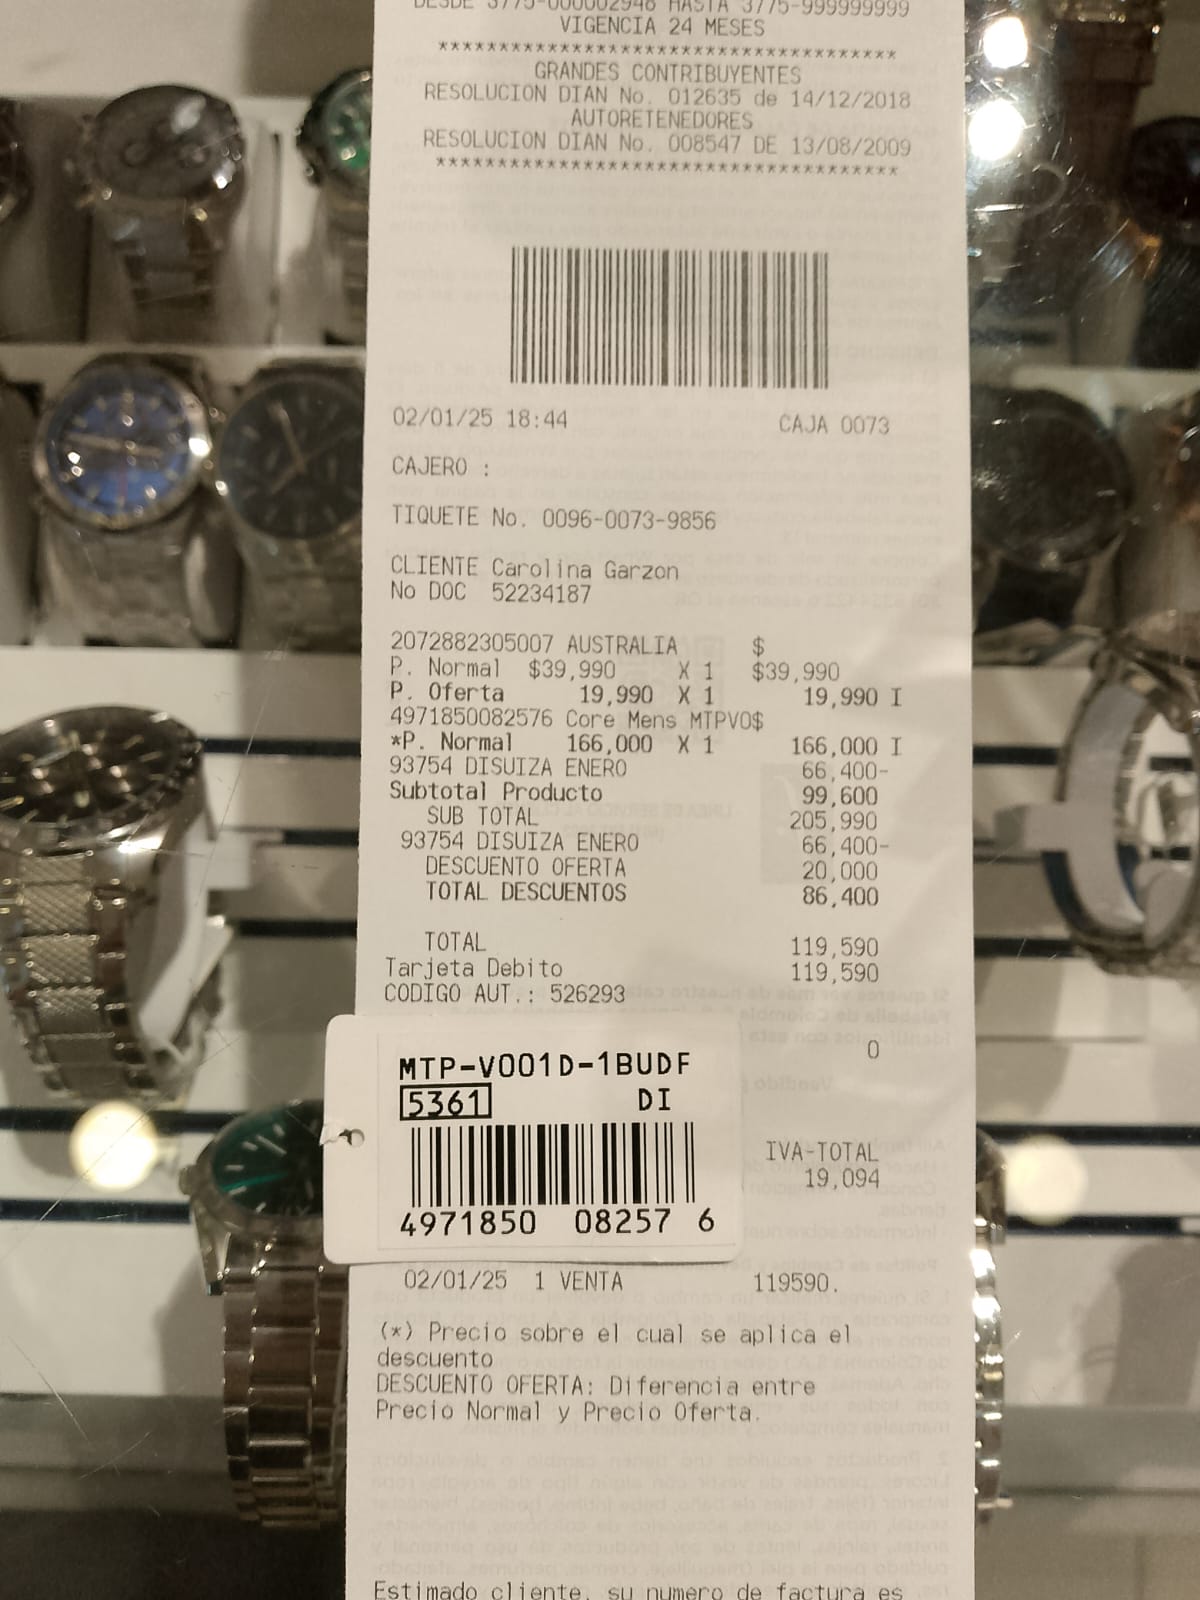 DESDE 3775-000002948 HASTA 3775-999999999
VIGENCIA 24 MESES
**************************************
GRANDES CONTRIBUYENTES
RESOLUCION DIAN No. 012635 de 14/12/2018
AUTORETENEDORES
RESOLUCION DIAN No. 008547 DE 13/08/2009
**************************************
02/01/25 18:44 CAJA 0073
CAJERO :
TIQUETE No. 0096-0073-9856
CLIENTE Carolina Garzon
No DOC 52234187
2072882305007 AUSTRALIA $
P. Normal $39,990 X 1 $39,990
P. Oferta 19,990 X 1 19,990 I
4971850082576 Core Mens MTPV0$
*P. Normal 166,000 X 1 166,000 I
93754 DISUIZA ENERO 66,400-
Subtotal Producto 99,600
SUB TOTAL 205,990
93754 DISUIZA ENERO 66,400-
DESCUENTO OFERTA 20,000
TOTAL DESCUENTOS 86,400
TOTAL 119,590
Tarjeta Debito 119,590
CODIGO AUT.: 526293
0
MTP-V001D-1BUDF
5361 DI
4971850 08257 6
IVA-TOTAL
19,094
02/01/25 1 VENTA 119590.
(*) Precio sobre el cual se aplica el
descuento
DESCUENTO OFERTA: Diferencia entre
Precio Normal y Precio Oferta.
Estimado cliente, su numero de factura es